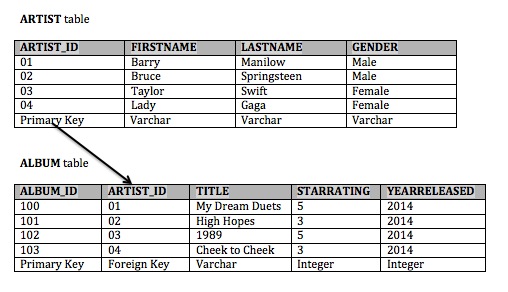 ARTIST table
ARTIST_ID FIRSTNAME LASTNAME GENDER
01 Barry Manilow Male
02 Bruce Springsteen Male
03 Taylor Swift Female
04 Lady Gaga Female
Primary Key Varchar Varchar Varchar
ALBUM table
ALBUM_ID ARTIST_ID TITLE STARRATING YEARRELEASED
100 01 My Dream Duets 5 2014
101 02 High Hopes 3 2014
102 03 1989 5 2014
103 04 Cheek to Cheek 3 2014
Primary Key Foreign Key Varchar Integer Integer